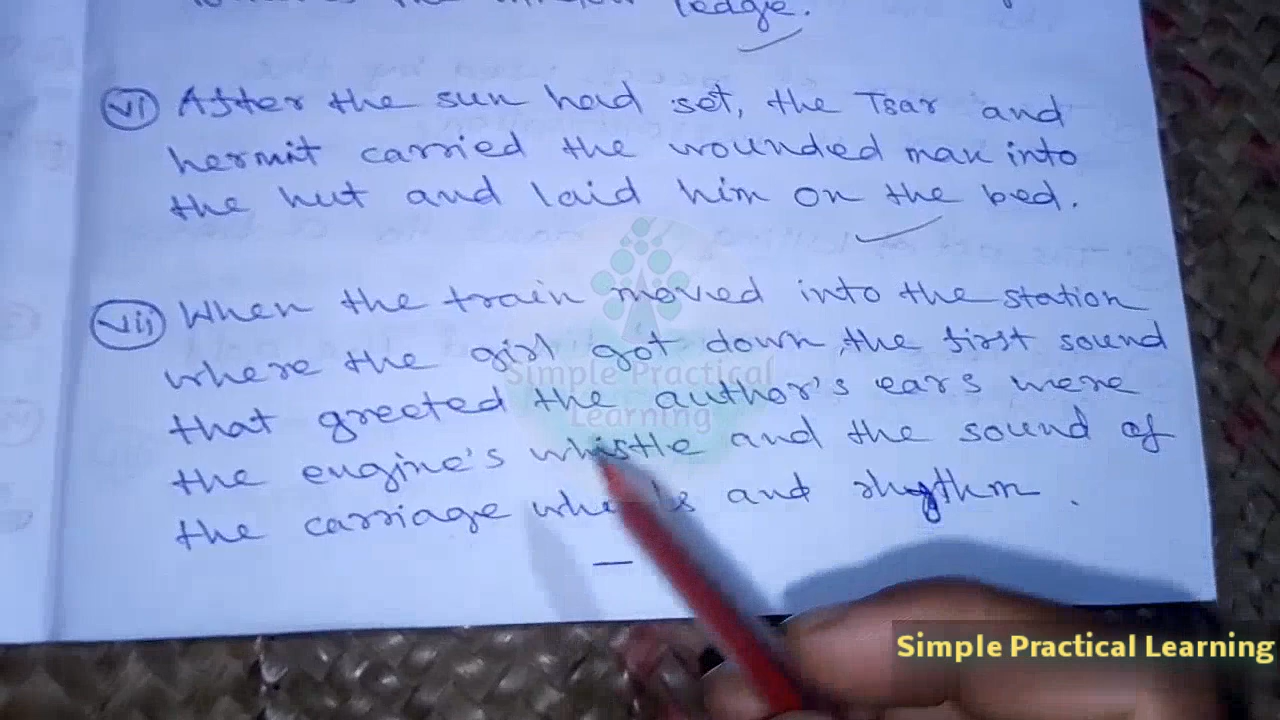 ledge.
vi After the sun had set, the Tsar and
hermit carried the wounded man into
the hut and laid him on the bed.
vii When the train moved into the station
where the girl got down, the first sound
that greeted the author's ears were
the engine's whistle and the sound of
the carriage wheels and rhythm.
Simple Practical
Learning
Simple Practical Learning